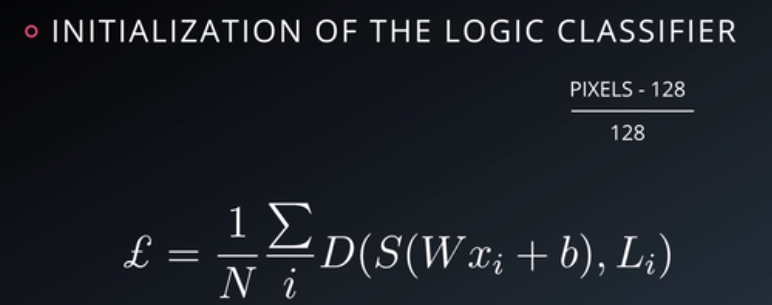 INITIALIZATION OF THE LOGIC CLASSIFIER
PIXELS - 128
128
£ = 1/N ∑/i D(S(Wxᵢ + b), Lᵢ)